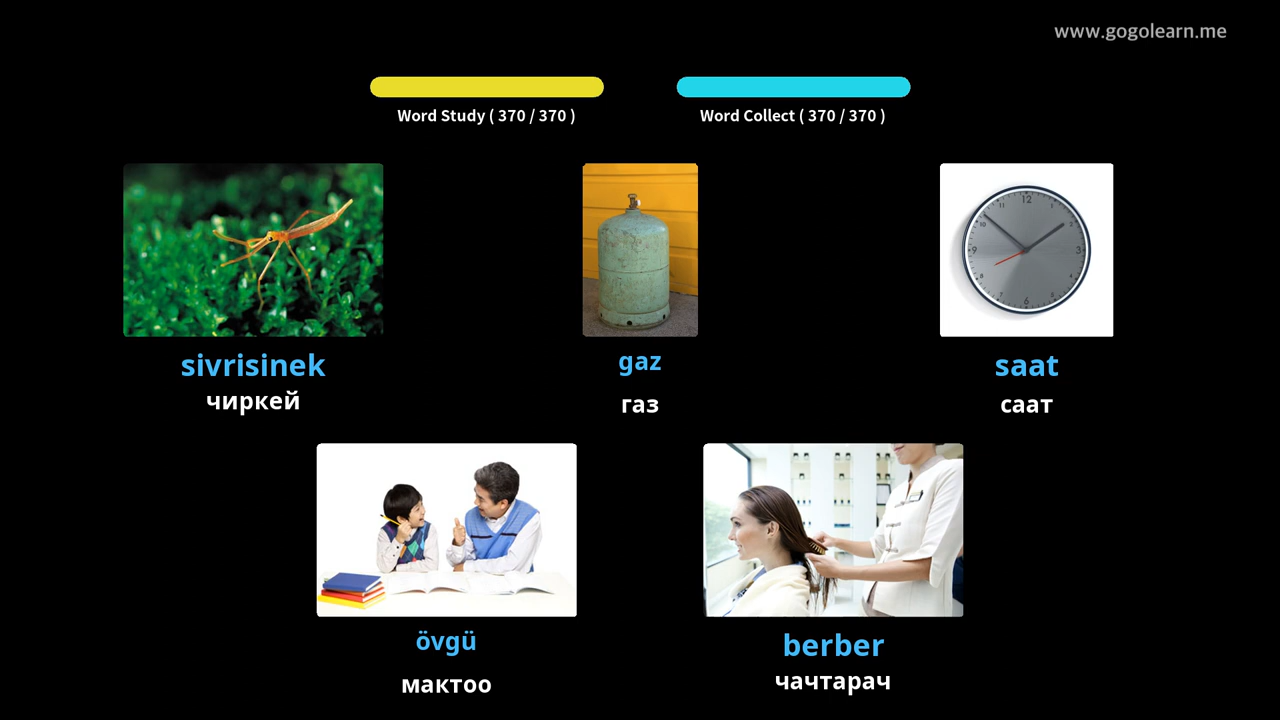 www.gogolearn.me
Word Study ( 370 / 370 )
Word Collect ( 370 / 370 )
sivrisinek
чиркей
gaz
газ
saat
саат
övgü
мактоо
berber
чачтарач